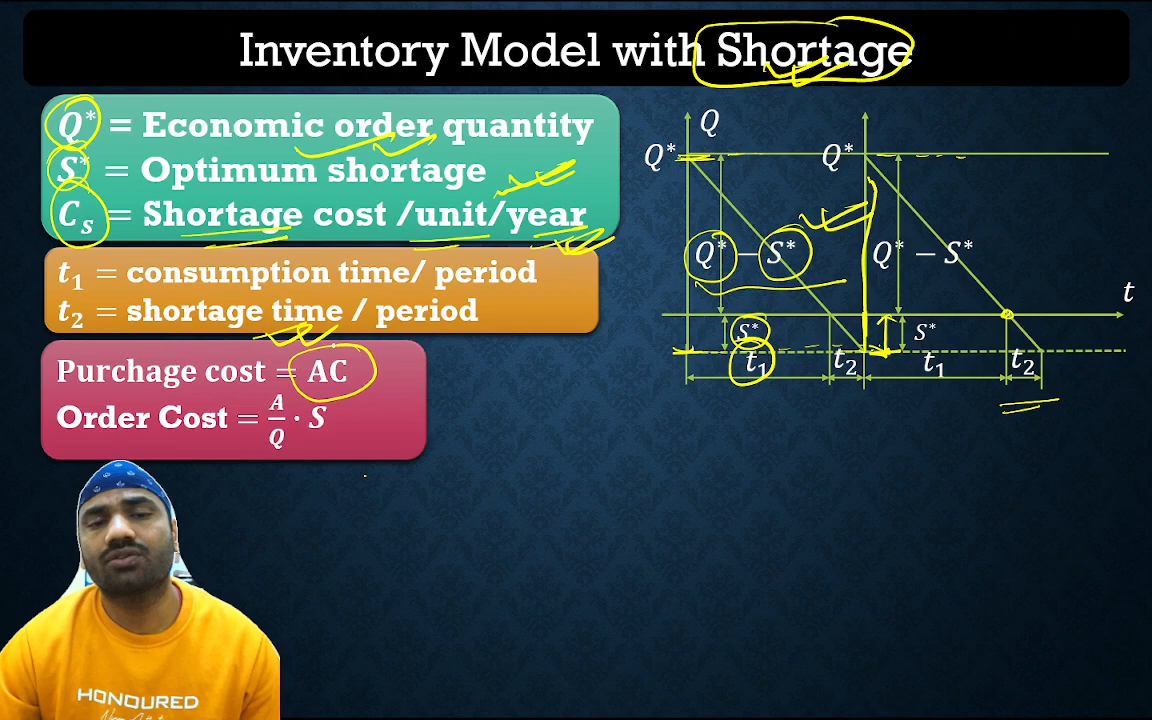 Inventory Model with Shortage
Q* = Economic order quantity
S* = Optimum shortage
Cₛ = Shortage cost /unit/year
t₁ = consumption time/ period
t₂ = shortage time / period
Purchage cost = AC
Order Cost = A/Q · S
Q
Q* Q*
Q* − S* Q* − S*
t
S* S*
t₁ t₂ t₁ t₂
HONOURED